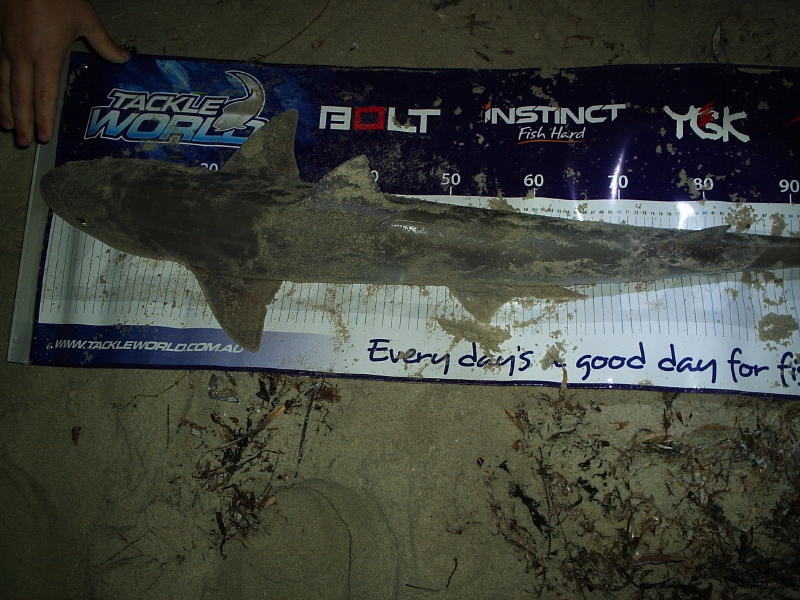 TACKLE WORLD
BOLT
INSTINCT
Fish Hard
YGK
50 60 70 80 90
WWW.TACKLEWORLD.COM.AU
Every day's a good day for fi